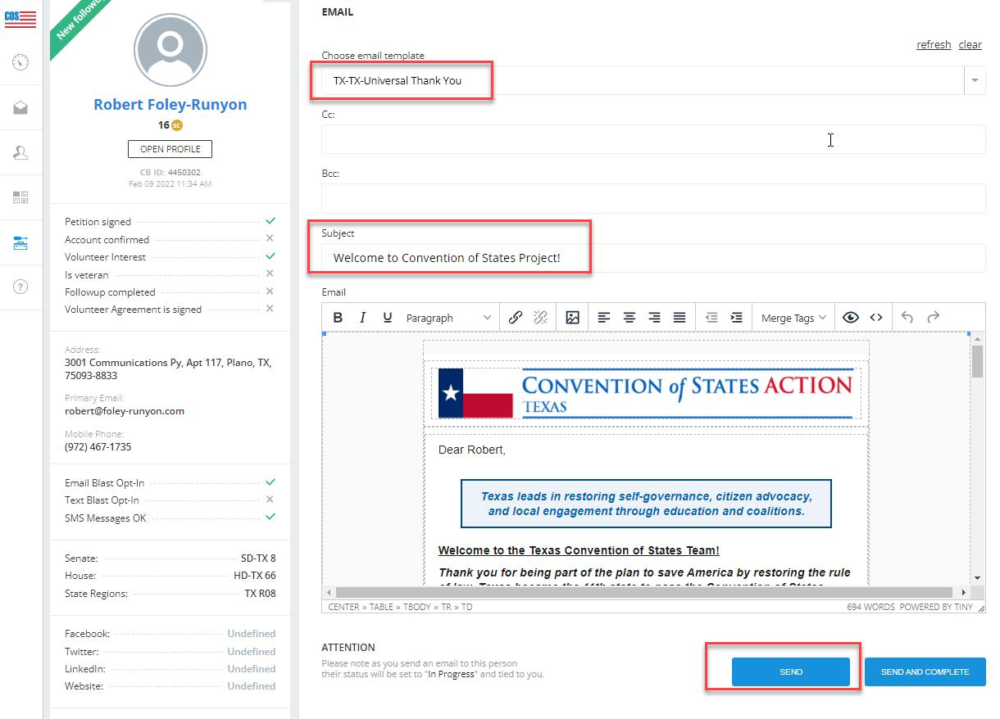 COS
New followup
Robert Foley-Runyon
16 SC
OPEN PROFILE
CB ID: 4450302
Feb 09 2022 11:34 AM
Petition signed
Account confirmed
Volunteer Interest
Is veteran
Followup completed
Volunteer Agreement is signed
Address:
3001 Communications Py, Apt 117, Plano, TX,
75093-8833
Primary Email:
robert@foley-runyon.com
Mobile Phone:
(972) 467-1735
Email Blast Opt-In
Text Blast Opt-In
SMS Messages OK
Senate: SD-TX 8
House: HD-TX 66
State Regions: TX R08
Facebook: Undefined
Twitter: Undefined
LinkedIn: Undefined
Website: Undefined
EMAIL
refresh clear
Choose email template
TX-TX-Universal Thank You
Cc:
Bcc:
Subject
Welcome to Convention of States Project!
Email
B I U Paragraph Merge Tags
CONVENTION of STATES ACTION
TEXAS
Dear Robert,
Texas leads in restoring self-governance, citizen advocacy,
and local engagement through education and coalitions.
Welcome to the Texas Convention of States Team!
Thank you for being part of the plan to save America by restoring the rule
of law. Texas became the 11th state to pass the Convention of States
CENTER » TABLE » TBODY » TR » TD
694 WORDS POWERED BY TINY
ATTENTION
Please note as you send an email to this person
their status will be set to "In Progress" and tied to you.
SEND
SEND AND COMPLETE